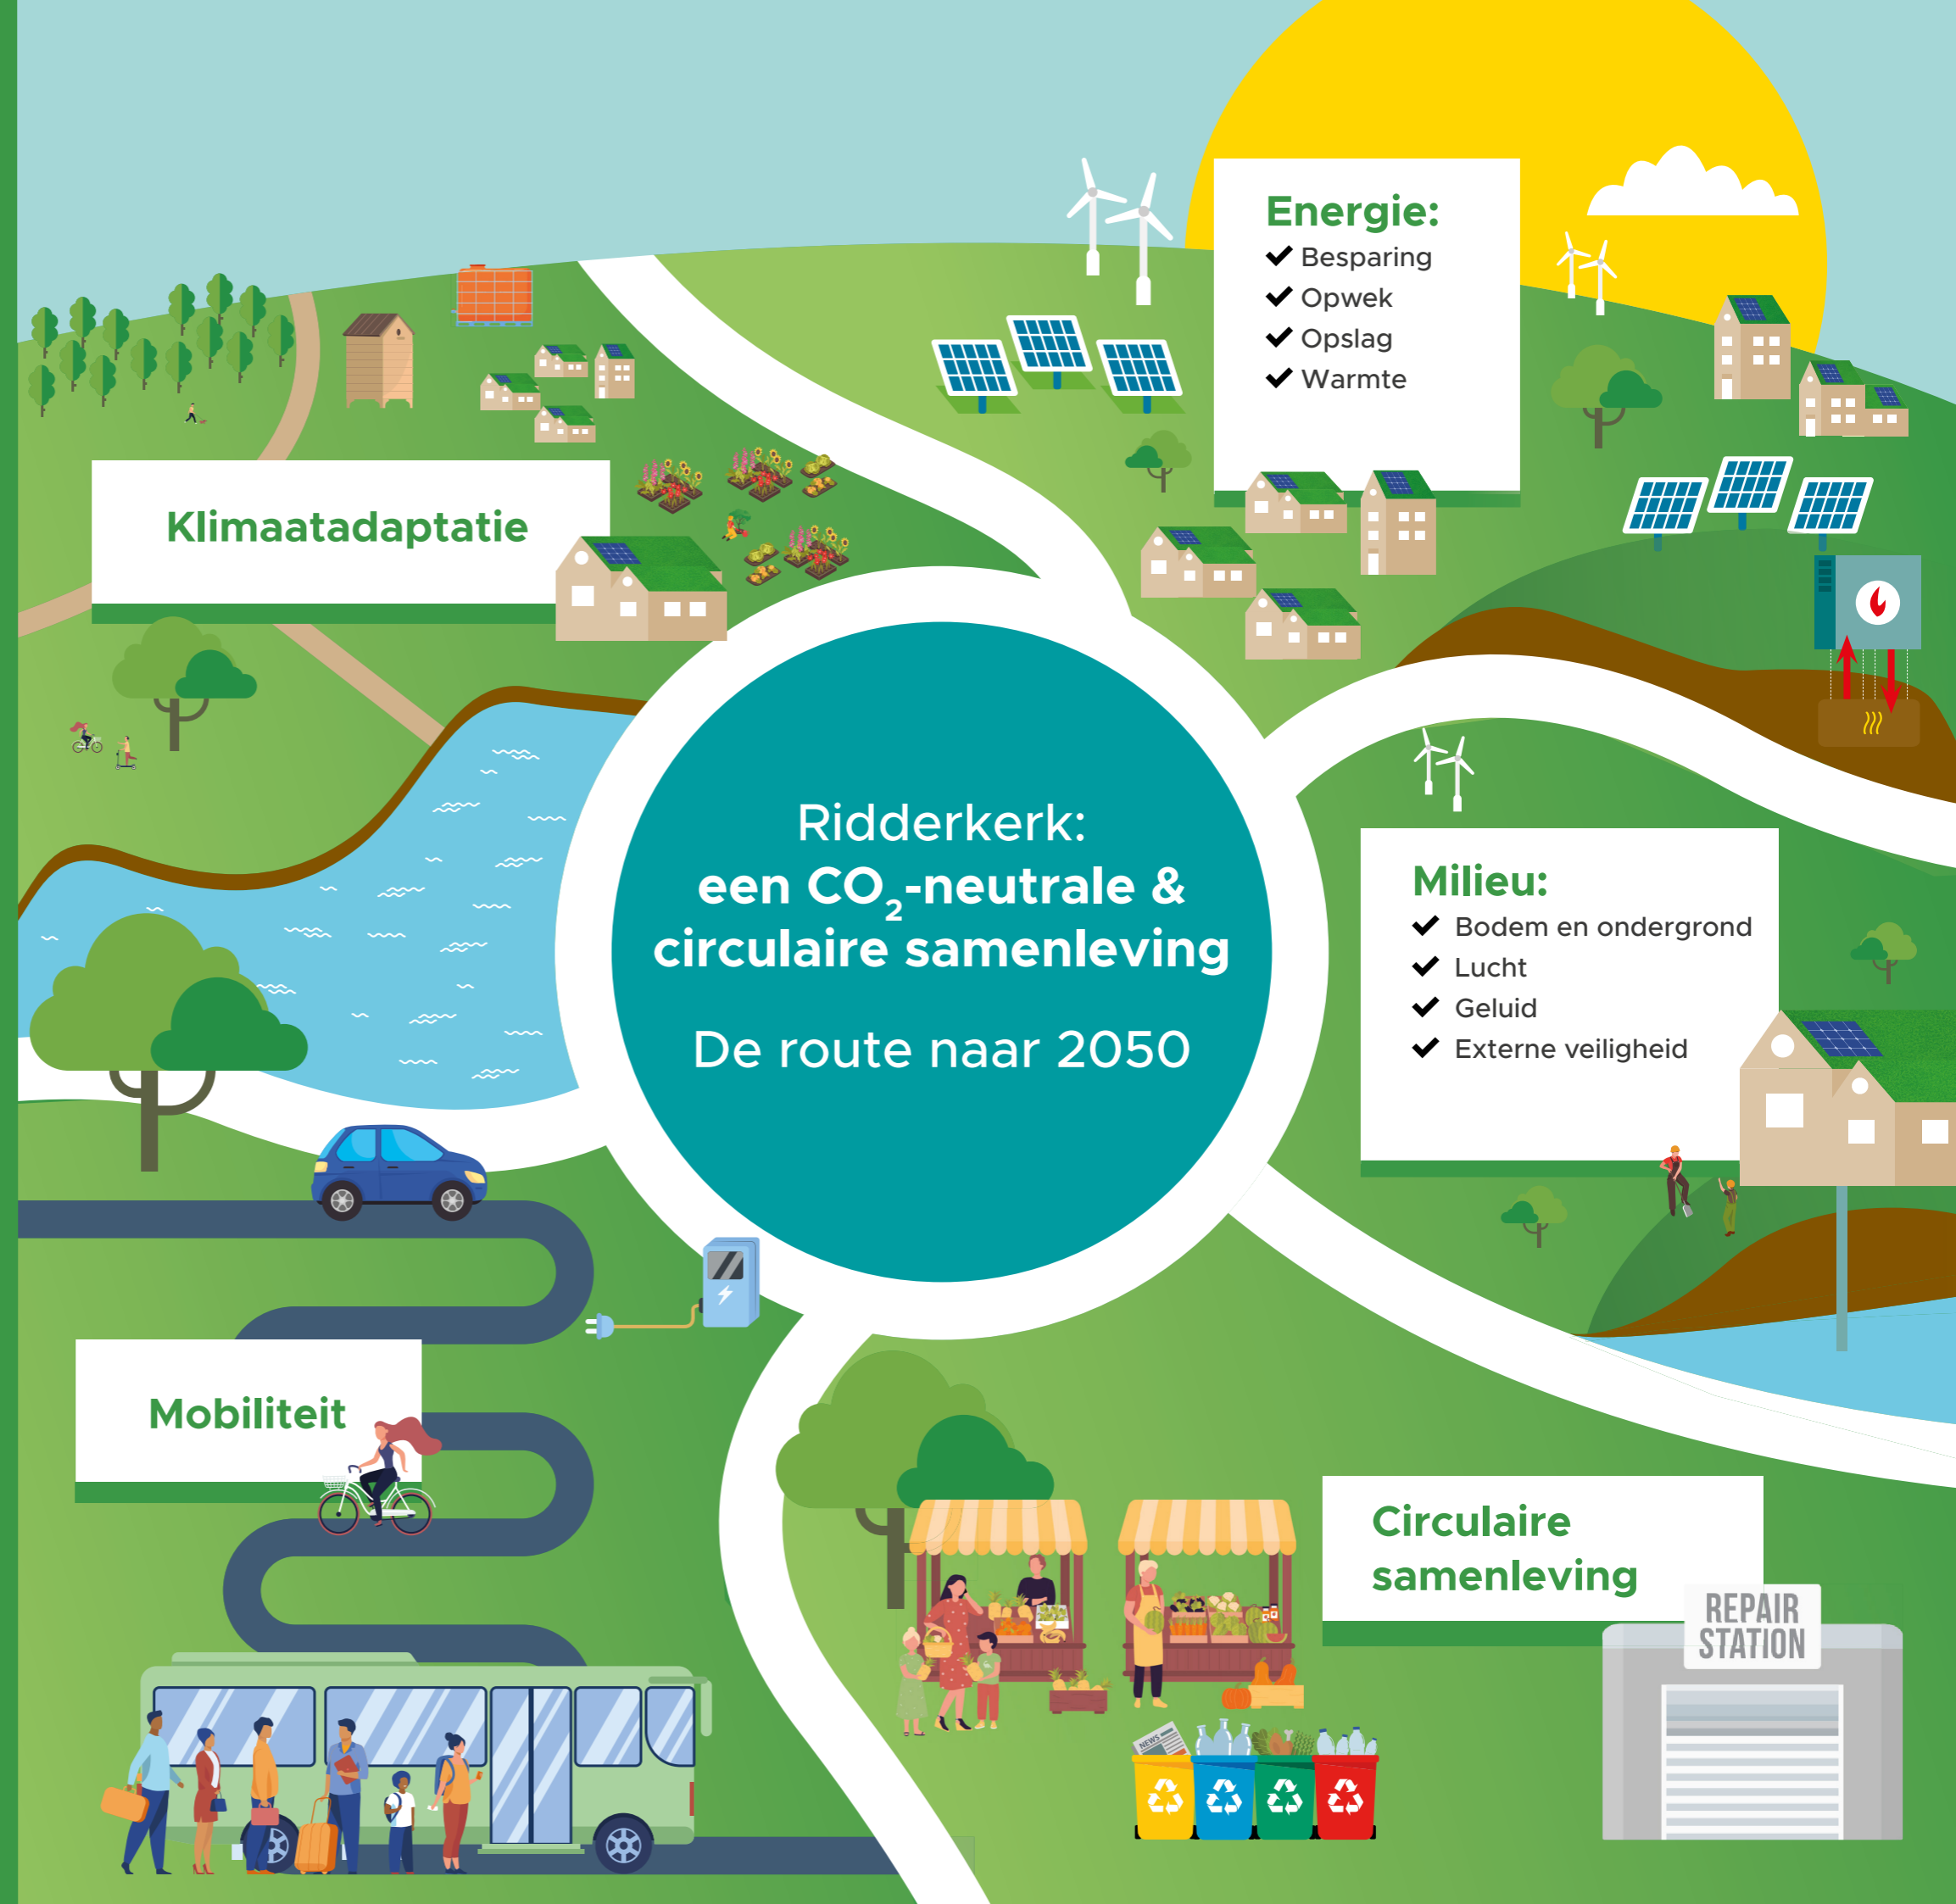 Energie:
Besparing
Opwek
Opslag
Warmte
Klimaatadaptatie
Ridderkerk:
een CO₂-neutrale &
circulaire samenleving
De route naar 2050
Milieu:
Bodem en ondergrond
Lucht
Geluid
Externe veiligheid
Mobiliteit
Circulaire
samenleving
REPAIR
STATION
NEWS